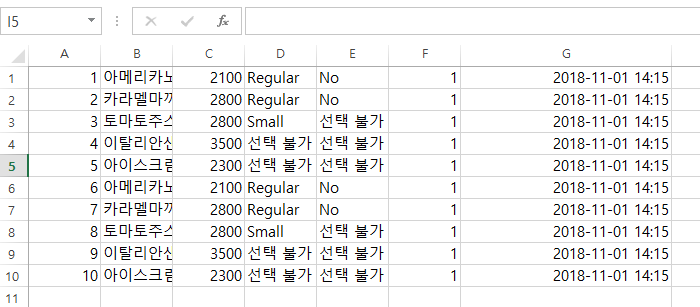 I5
fx
A B C D E F G
1 1 아메리카노 2100 Regular No 1 2018-11-01 14:15
2 2 카라멜마끼 2800 Regular No 1 2018-11-01 14:15
3 3 토마토주스 2800 Small 선택 불가 1 2018-11-01 14:15
4 4 이탈리안산 3500 선택 불가 선택 불가 1 2018-11-01 14:15
5 5 아이스크림 2300 선택 불가 선택 불가 1 2018-11-01 14:15
6 6 아메리카노 2100 Regular No 1 2018-11-01 14:15
7 7 카라멜마끼 2800 Regular No 1 2018-11-01 14:15
8 8 토마토주스 2800 Small 선택 불가 1 2018-11-01 14:15
9 9 이탈리안산 3500 선택 불가 선택 불가 1 2018-11-01 14:15
10 10 아이스크림 2300 선택 불가 선택 불가 1 2018-11-01 14:15
11